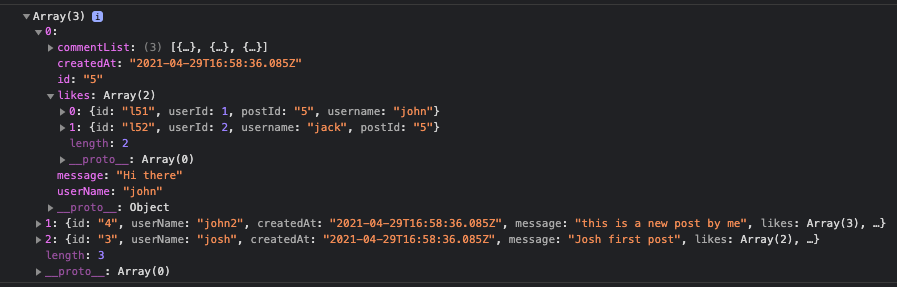 Array(3) i
0:
commentList: (3) [{…}, {…}, {…}]
createdAt: "2021-04-29T16:58:36.085Z"
id: "5"
likes: Array(2)
0: {id: "l51", userId: 1, postId: "5", username: "john"}
1: {id: "l52", userId: 2, username: "jack", postId: "5"}
length: 2
__proto__: Array(0)
message: "Hi there"
userName: "john"
__proto__: Object
1: {id: "4", userName: "john2", createdAt: "2021-04-29T16:58:36.085Z", message: "this is a new post by me", likes: Array(3), …}
2: {id: "3", userName: "josh", createdAt: "2021-04-29T16:58:36.085Z", message: "Josh first post", likes: Array(2), …}
length: 3
__proto__: Array(0)